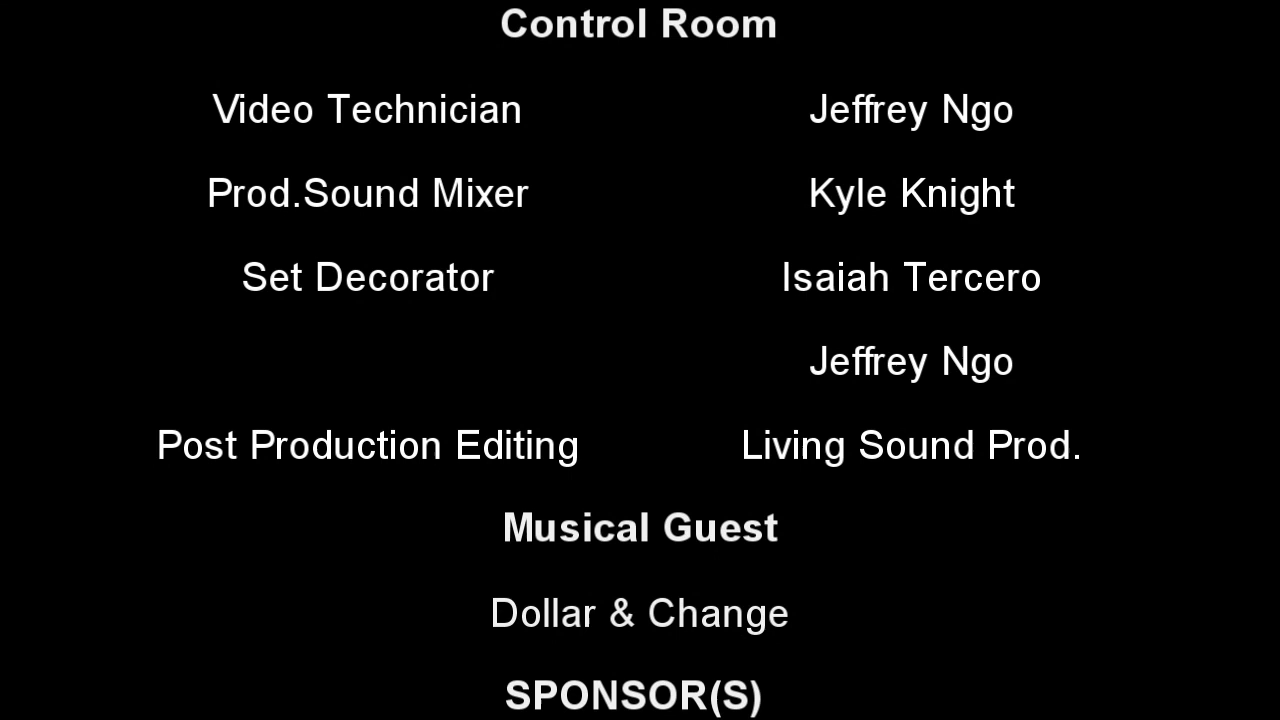 Control Room
Video Technician Jeffrey Ngo
Prod.Sound Mixer Kyle Knight
Set Decorator Isaiah Tercero
Jeffrey Ngo
Post Production Editing Living Sound Prod.
Musical Guest
Dollar & Change
SPONSOR(S)